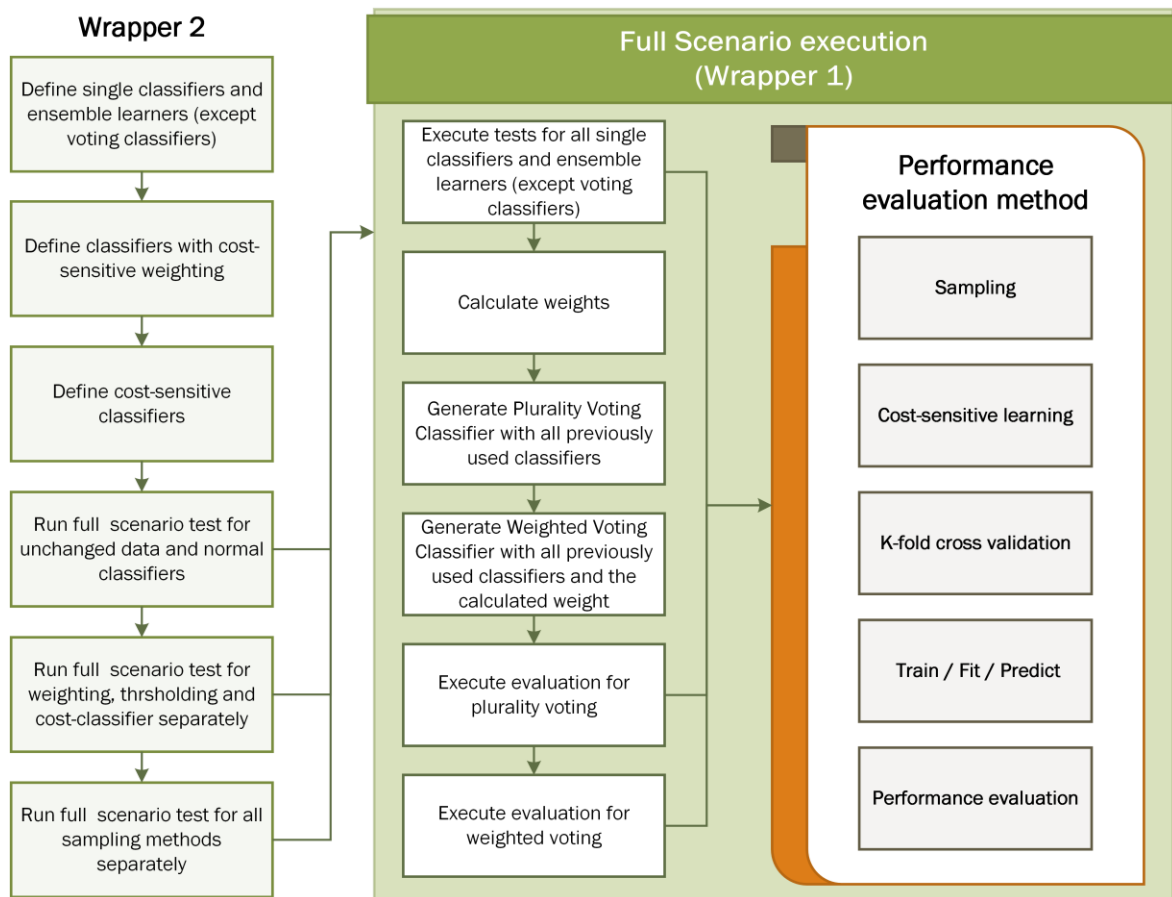 Wrapper 2
Define single classifiers and
ensemble learners (except
voting classifiers)
Define classifiers with cost-
sensitive weighting
Define cost-sensitive
classifiers
Run full scenario test for
unchanged data and normal
classifiers
Run full scenario test for
weighting, thrsholding and
cost-classifier separately
Run full scenario test for all
sampling methods
separately
Full Scenario execution
(Wrapper 1)
Execute tests for all single
classifiers and ensemble
learners (except voting
classifiers)
Calculate weights
Generate Plurality Voting
Classifier with all previously
used classifiers
Generate Weighted Voting
Classifier with all previously
used classifiers and the
calculated weight
Execute evaluation for
plurality voting
Execute evaluation for
weighted voting
Performance
evaluation method
Sampling
Cost-sensitive learning
K-fold cross validation
Train / Fit / Predict
Performance evaluation